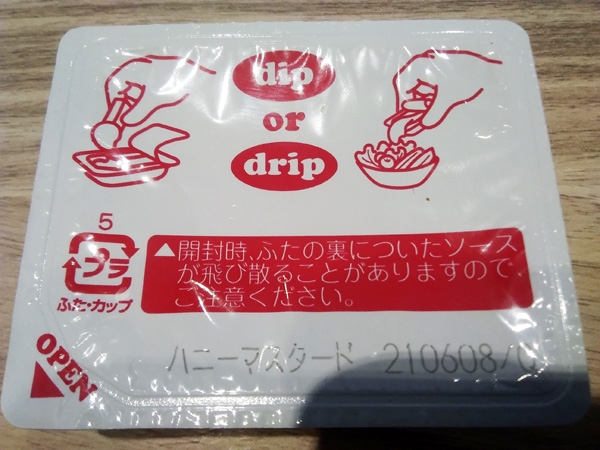 dip
or
drip
5
プラ
ふた・カップ
▲開封時、ふたの裏についたソース
が飛び散ることがありますので
ご注意ください。
OPEN
ハニーマスタード 210608/Q